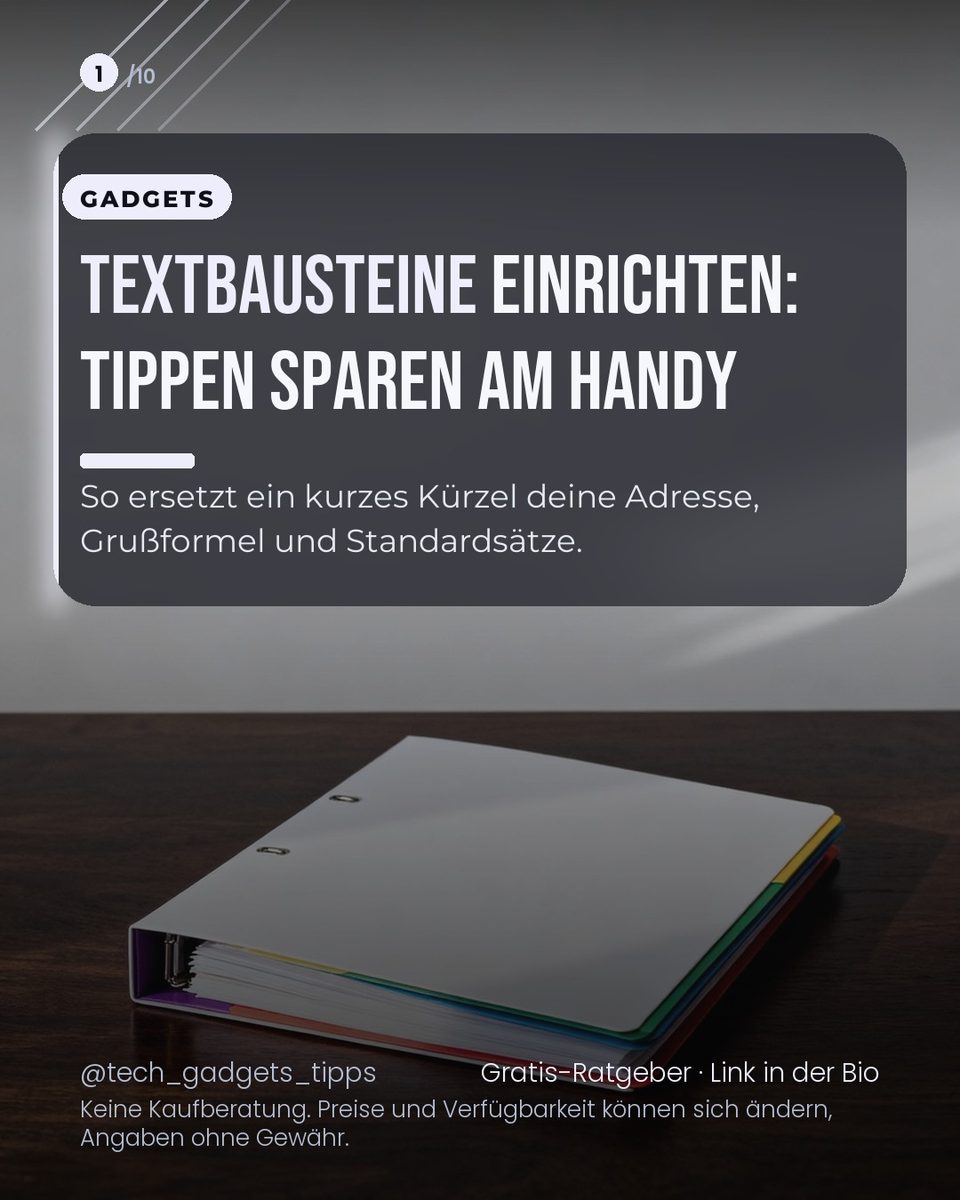 1 /10
GADGETS
TEXTBAUSTEINE EINRICHTEN:
TIPPEN SPAREN AM HANDY
So ersetzt ein kurzes Kürzel deine Adresse,
Grußformel und Standardsätze.
@tech_gadgets_tipps Gratis-Ratgeber · Link in der Bio
Keine Kaufberatung. Preise und Verfügbarkeit können sich ändern,
Angaben ohne Gewähr.